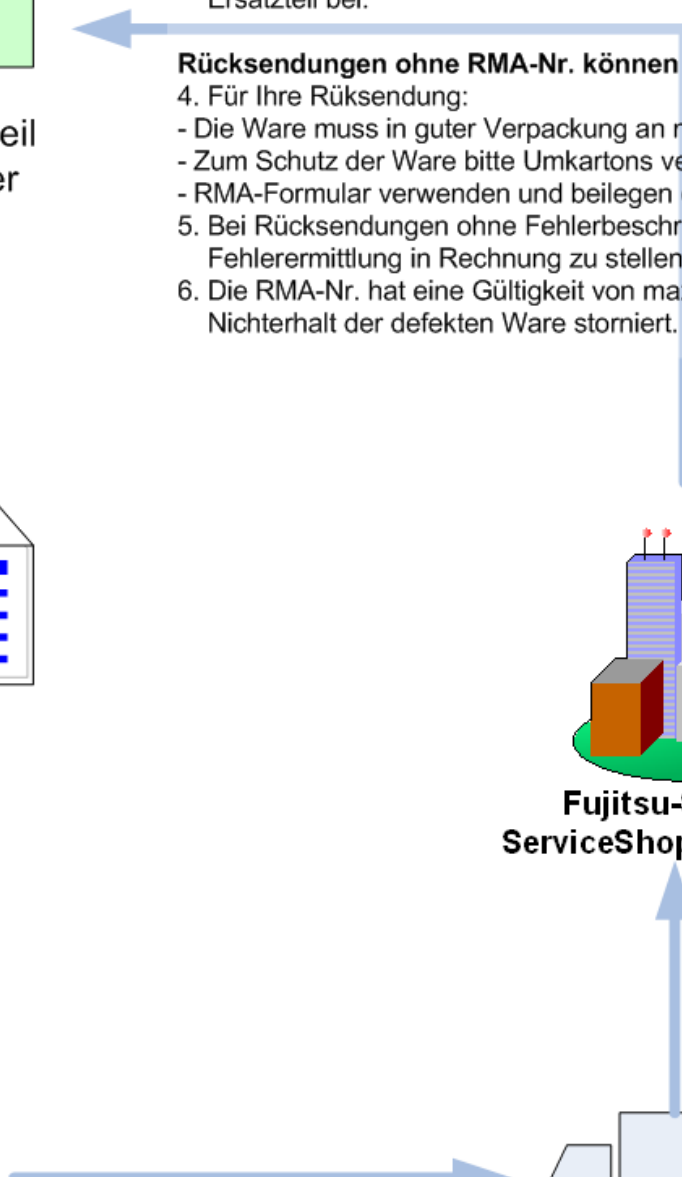 Ersatzteil bei.
Rücksendungen ohne RMA-Nr. können
4. Für Ihre Rüksendung:
- Die Ware muss in guter Verpackung an
- Zum Schutz der Ware bitte Umkartons
- RMA-Formular verwenden und beilegen
5. Bei Rücksendungen ohne
Fehlerermittlung in Rechnung zu stellen
6. Die RMA-Nr. hat eine Gültigkeit von
Nichterhalt der defekten Ware storniert.
Fujitsu-